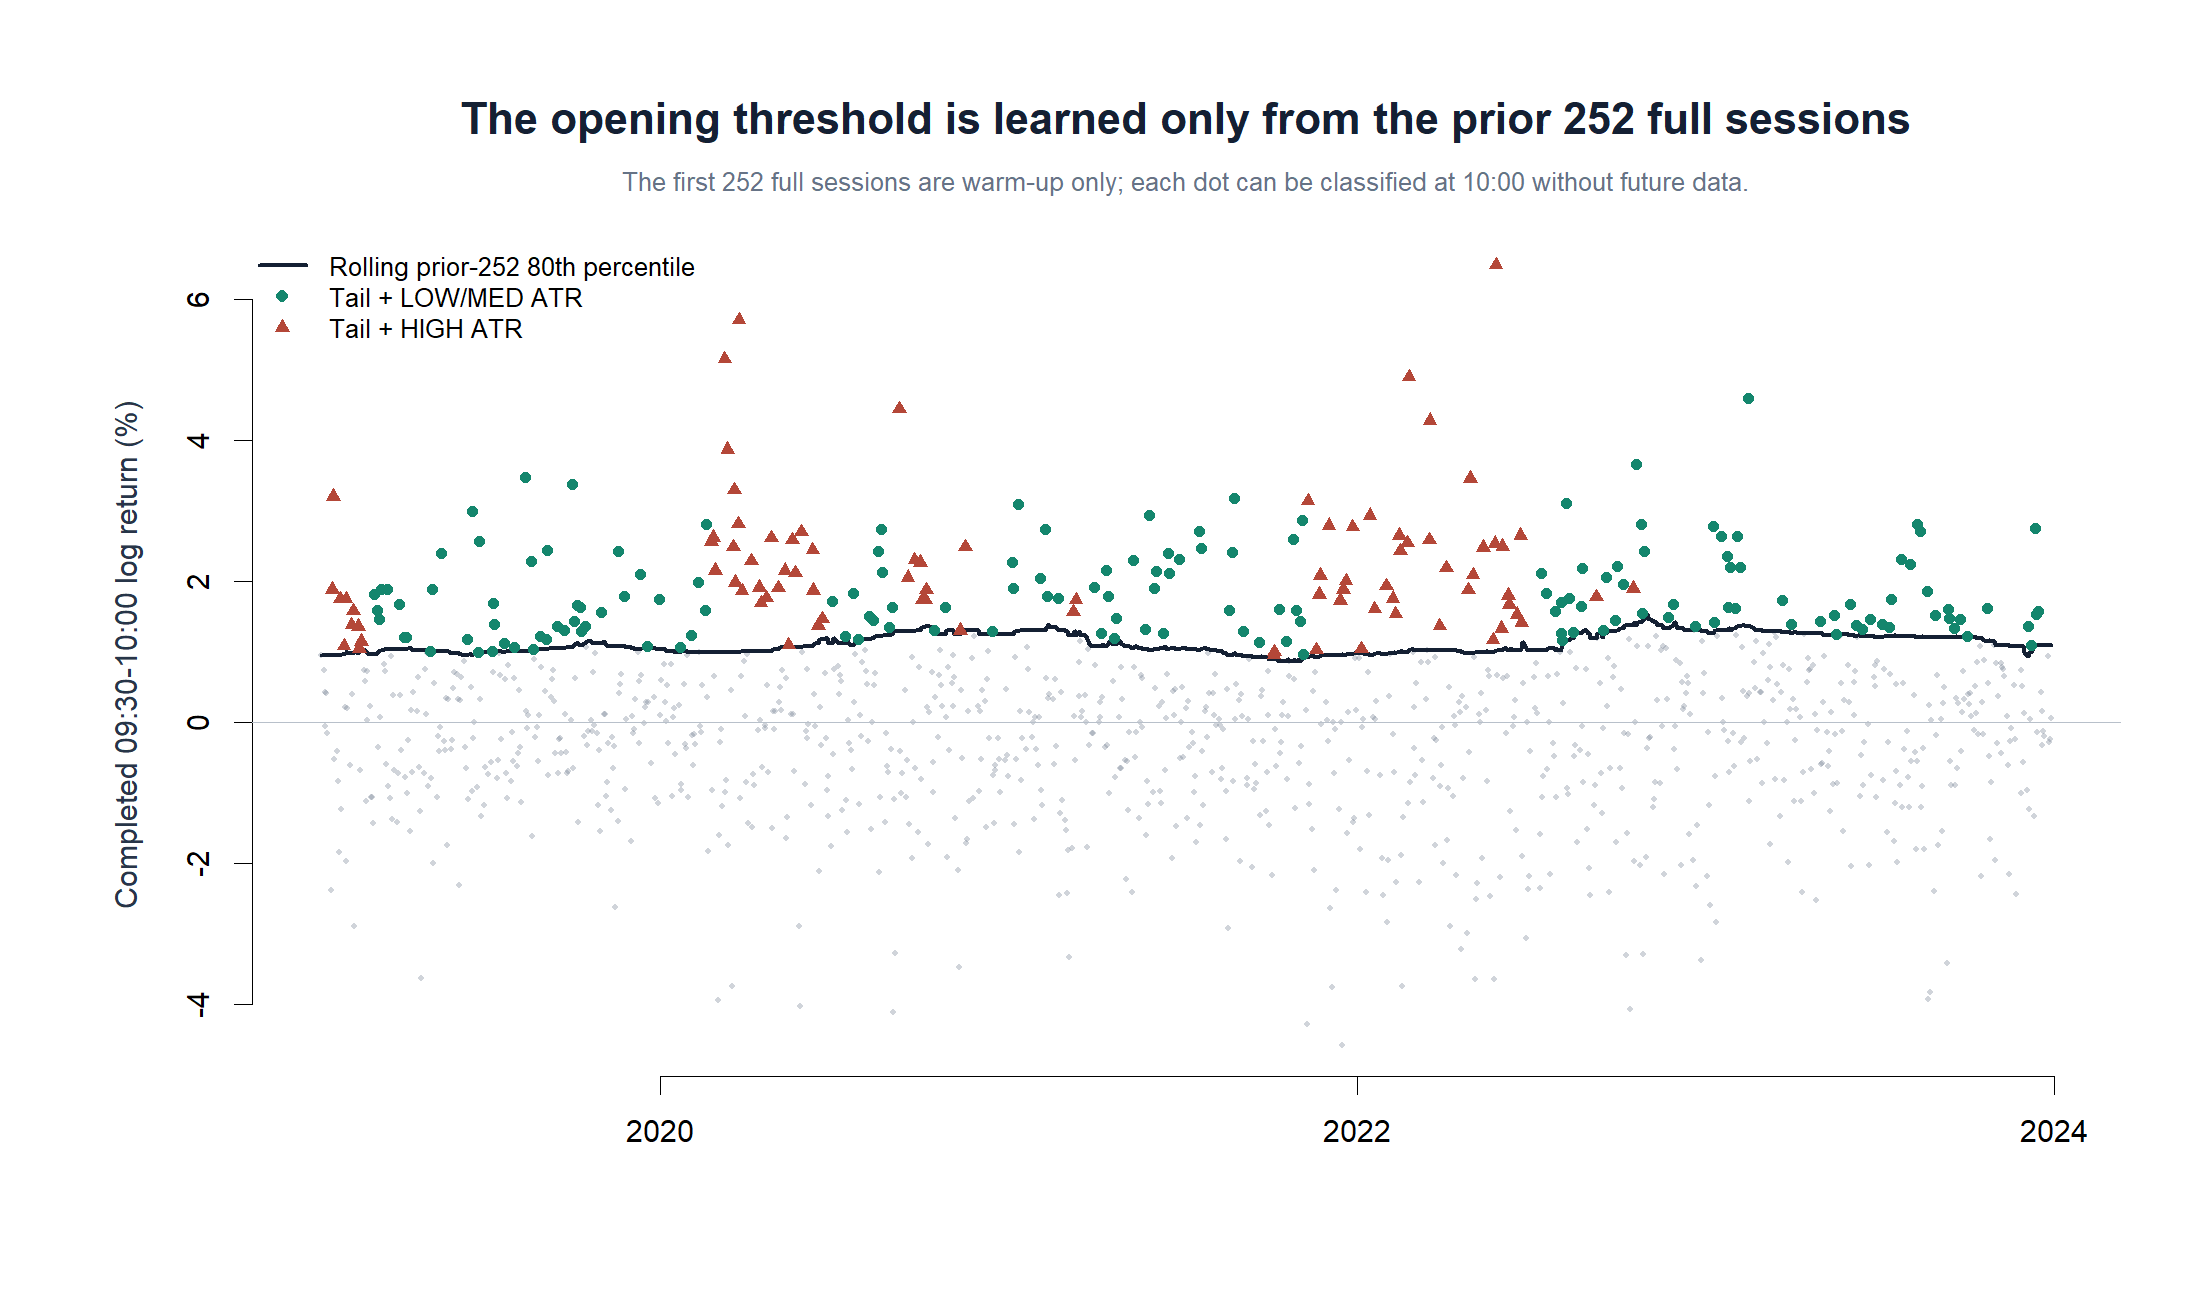 The opening threshold is learned only from the prior 252 full sessions
The first 252 full sessions are warm-up only; each dot can be classified at 10:00 without future data.
Rolling prior-252 80th percentile
Tail + LOW/MED ATR
Tail + HIGH ATR
Completed 09:30-10:00 log return (%)
6
4
2
0
-2
-4
2020
2022
2024